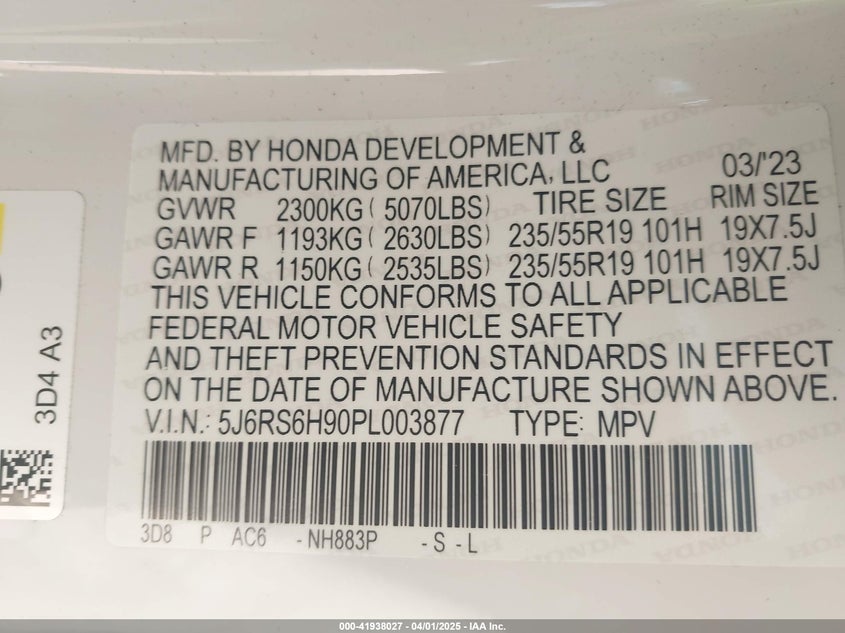 MFD. BY HONDA DEVELOPMENT &
MANUFACTURING OF AMERICA, LLC 03/'23
GVWR 2300KG ( 5070LBS) TIRE SIZE RIM SIZE
GAWR F 1193KG ( 2630LBS) 235/55R19 101H 19X7.5J
GAWR R 1150KG ( 2535LBS) 235/55R19 101H 19X7.5J
THIS VEHICLE CONFORMS TO ALL APPLICABLE
FEDERAL MOTOR VEHICLE SAFETY
AND THEFT PREVENTION STANDARDS IN EFFECT
ON THE DATE OF MANUFACTURE SHOWN ABOVE.
V.I.N.: 5J6RS6H90PL003877 TYPE: MPV
3D8 P AC6 -NH883P -S -L
3D4 A3
000-41938027 - 04/01/2025 - IAA Inc.